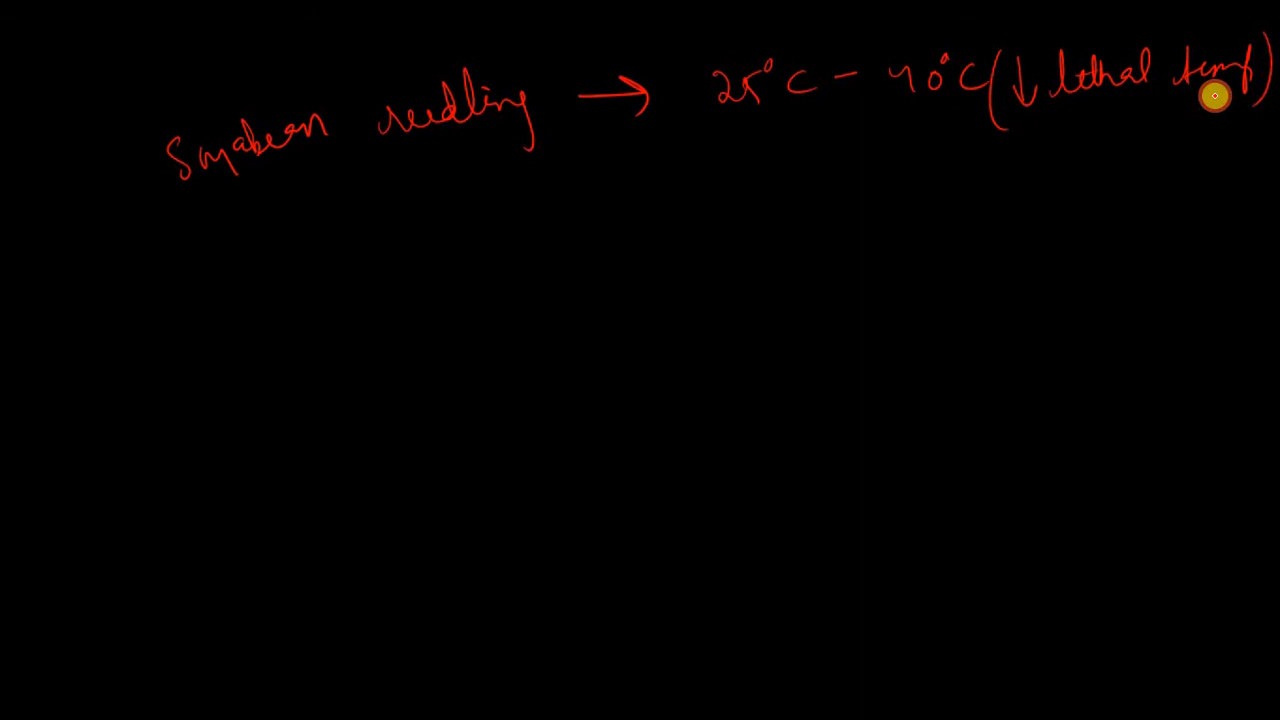 Soyabean seedling → 25°C - 40°C (↓ lethal temp)